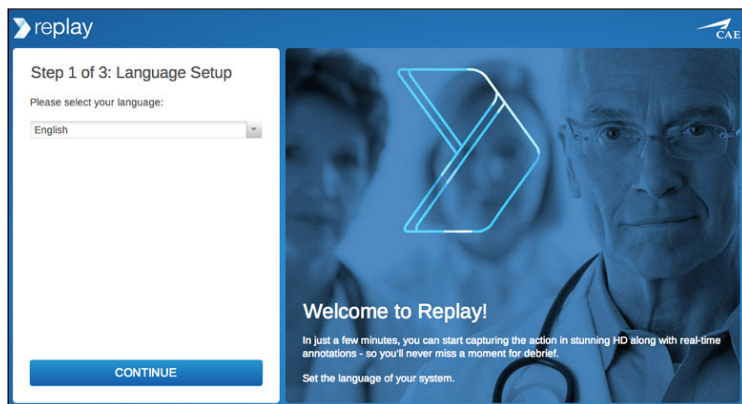 replay
CAE
Step 1 of 3: Language Setup
Please select your language:
English
CONTINUE
Welcome to Replay!
In just a few minutes, you can start capturing the action in stunning HD along with real-time
annotations - so you'll never miss a moment for debrief.
Set the language of your system.